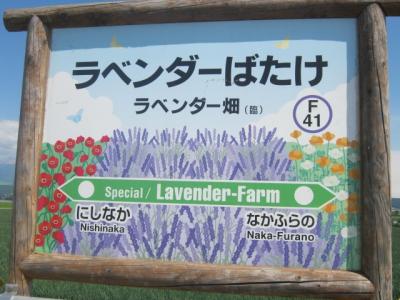 ラベンダーばたけ
ラベンダー畑(臨)
F
41
Special/ Lavender-Farm
にしなか
Nishinaka
なかふらの
Naka-Furano